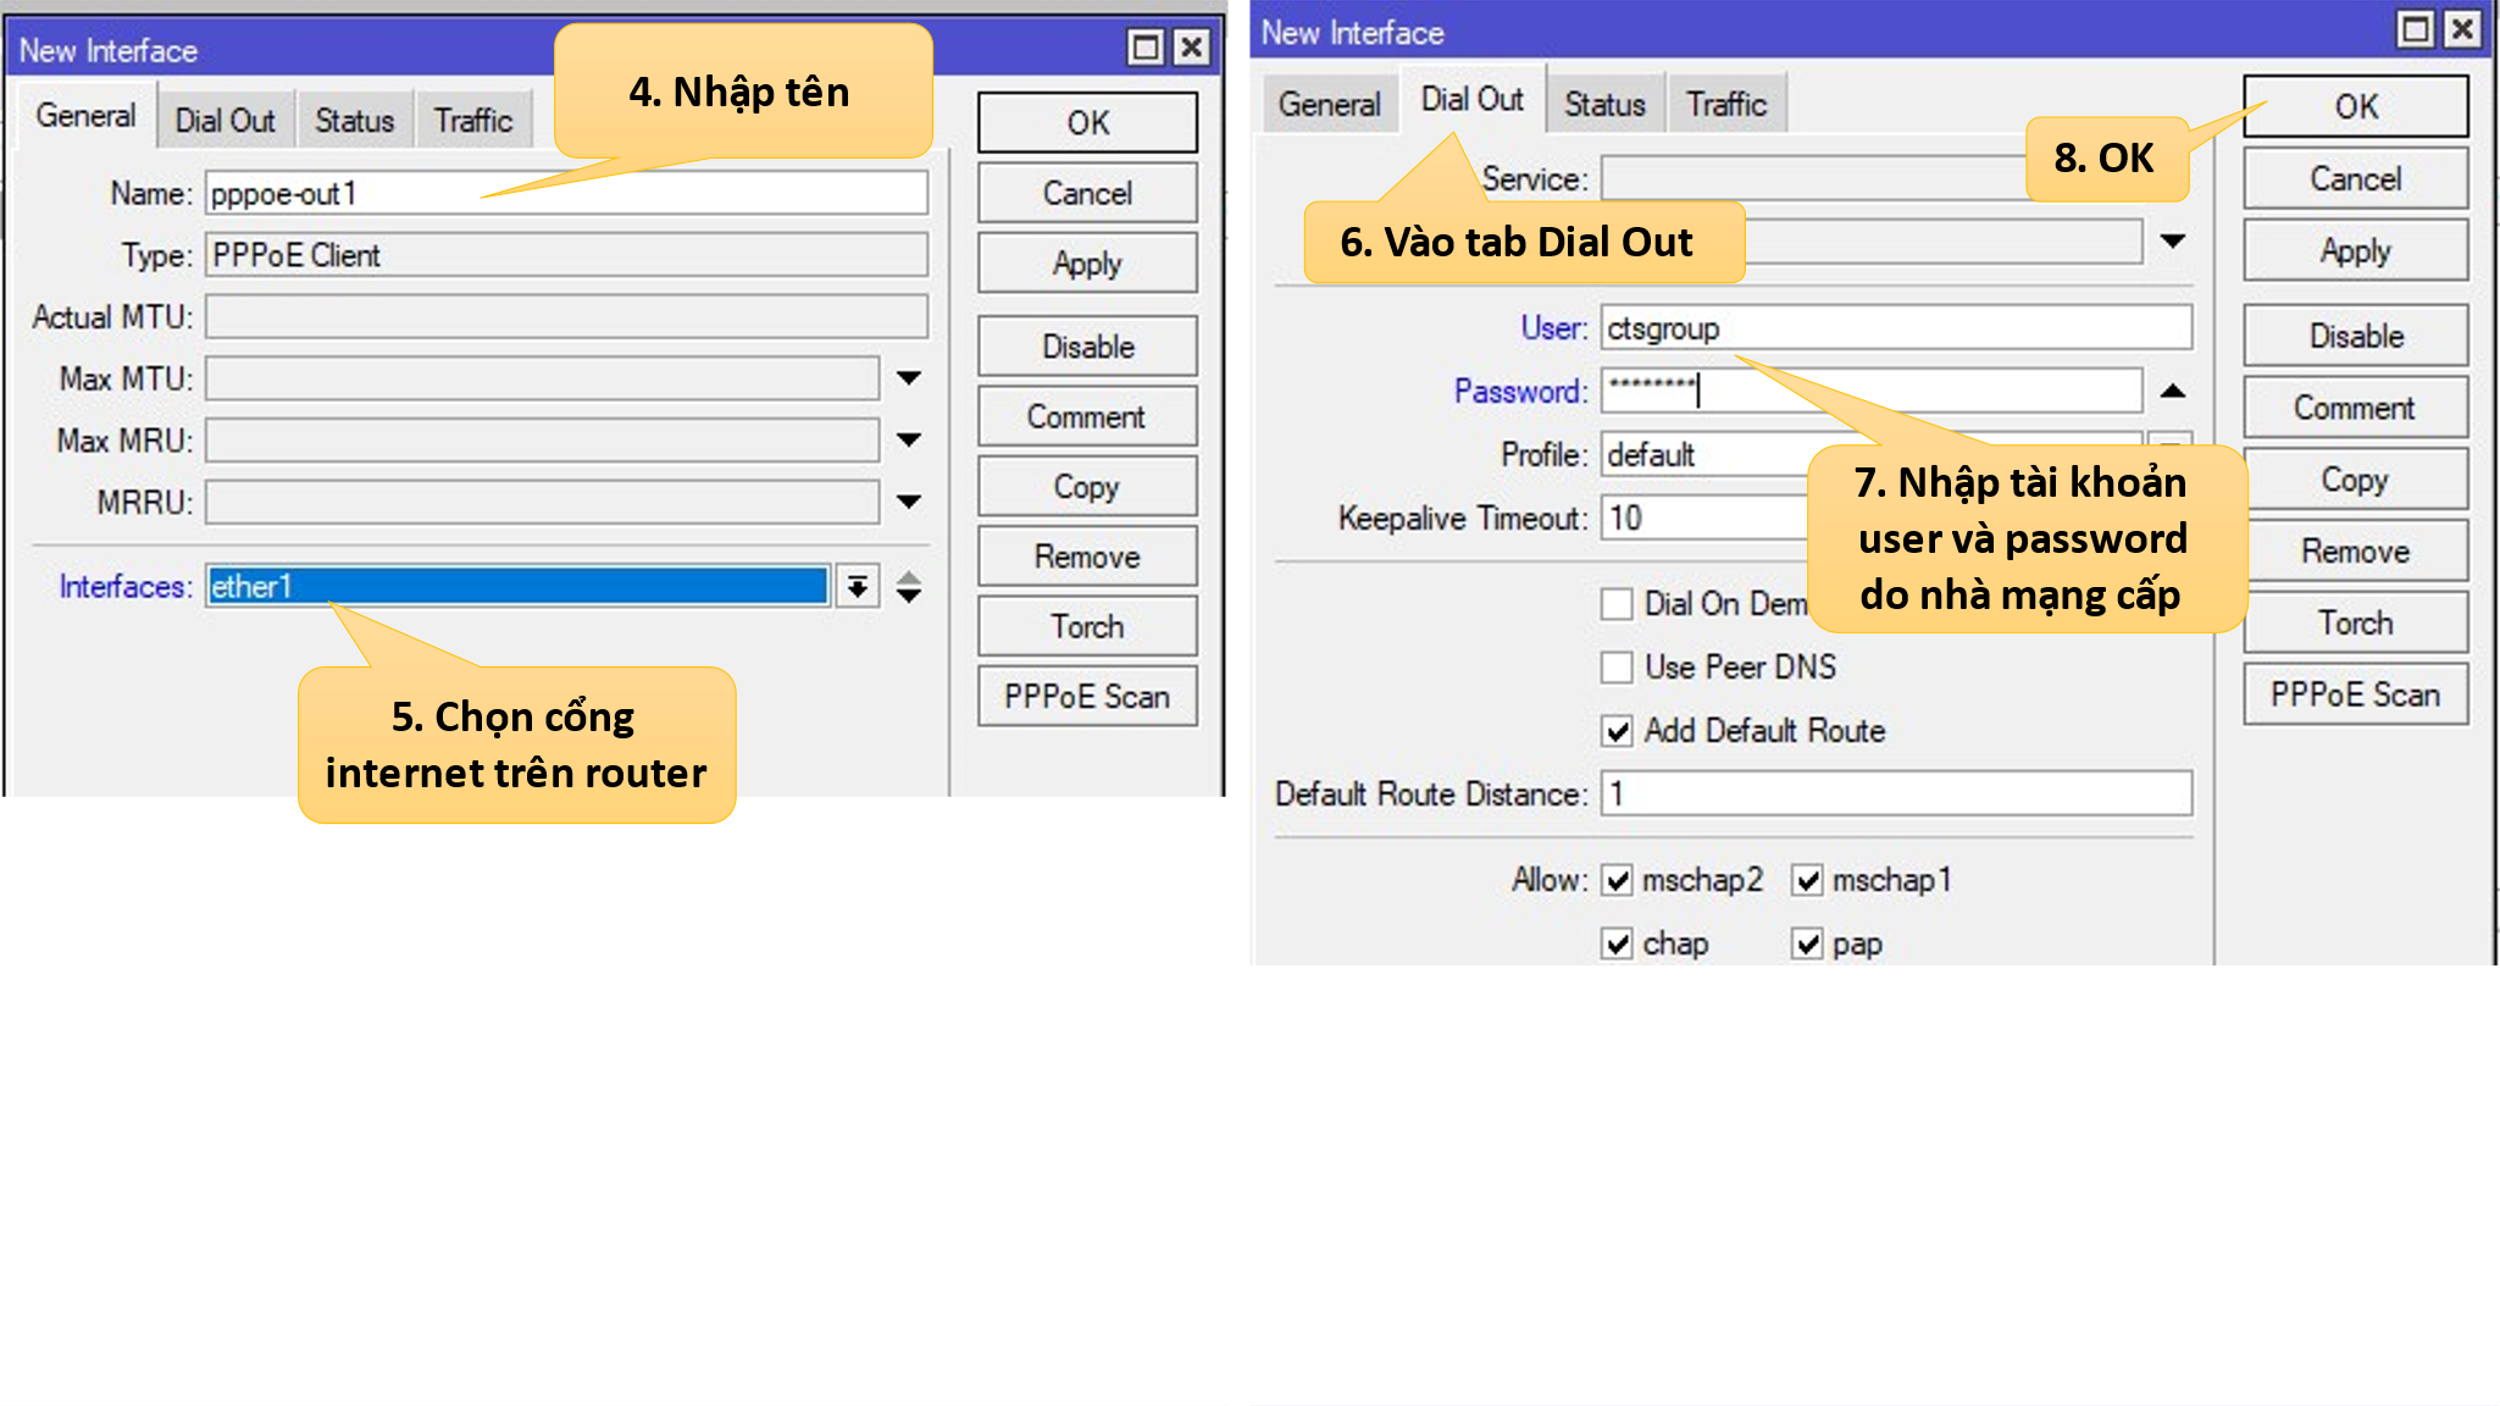 New Interface
4. Nhập tên
General
Dial Out
Status
Traffic
Name: pppoe-out1
Type: PPPoE Client
Actual MTU:
Max MTU:
Max MRU:
MRRU:
Interfaces: ether1
5. Chọn cổng
internet trên router
OK
Cancel
Apply
Disable
Comment
Copy
Remove
Torch
PPPoE Scan
New Interface
General
Dial Out
Status
Traffic
Service:
6. Vào tab Dial Out
User: ctsgroup
Password: ********
Profile: default
Keepalive Timeout: 10
7. Nhập tài khoản
user và password
do nhà mạng cấp
Dial On Dem
Use Peer DNS
Add Default Route
Default Route Distance: 1
Allow: mschap2 mschap1
chap pap
8. OK
OK
Cancel
Apply
Disable
Comment
Copy
Remove
Torch
PPPoE Scan